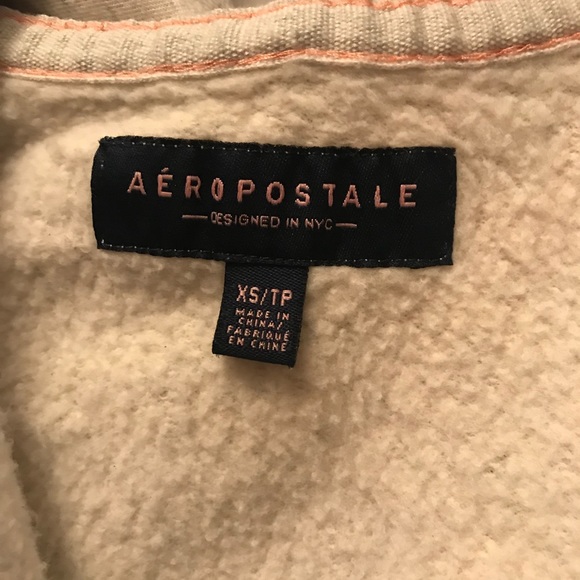 AÉROPOSTALE
— DESIGNED IN NYC —
XS/TP
MADE IN
CHINA/
FABRIQUÉ
EN CHINE